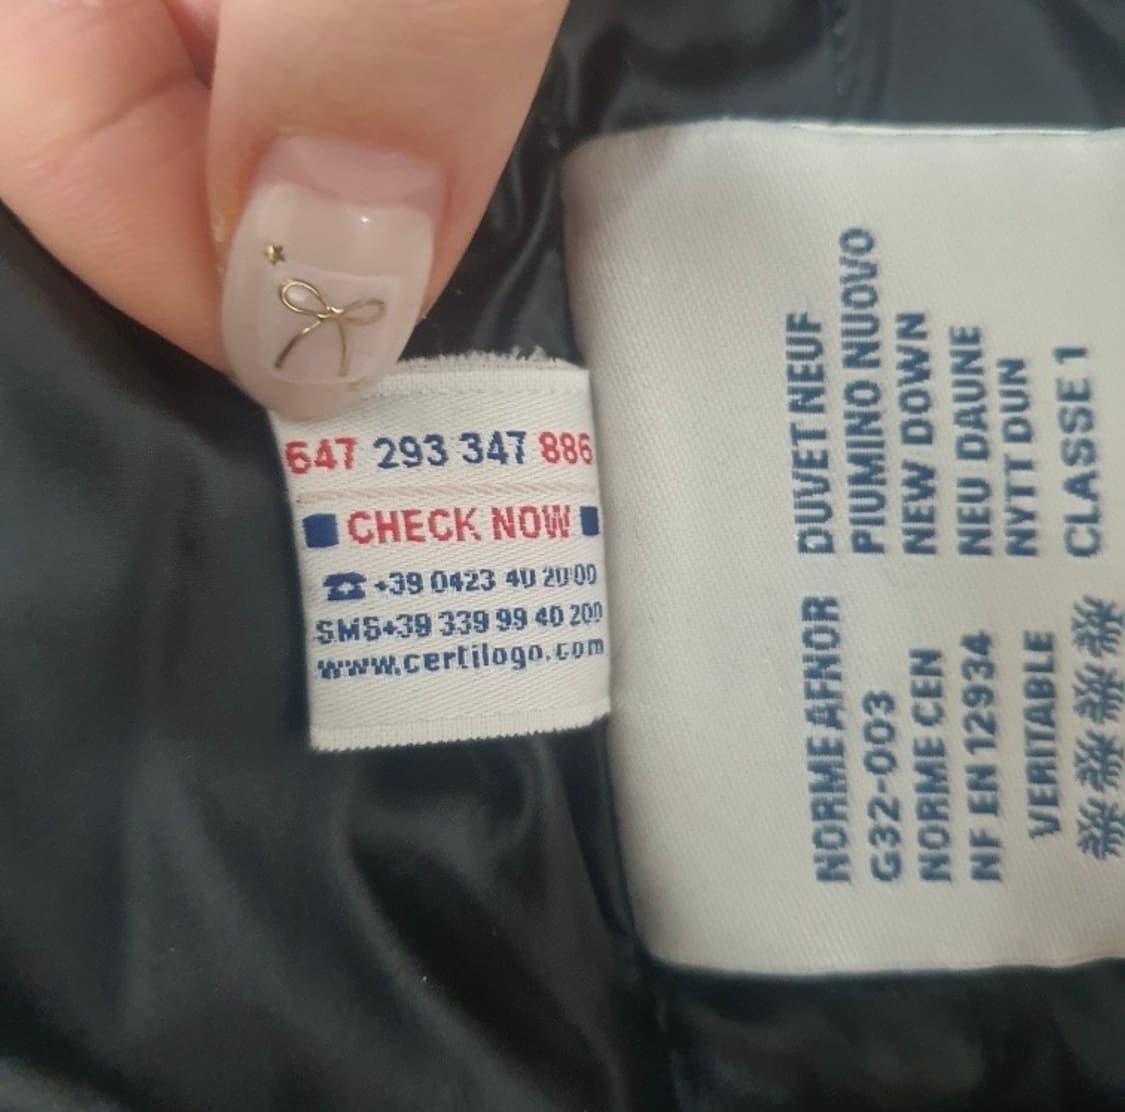 647 293 347 886
CHECK NOW
+39 0423 40 20 00
SMS+39 339 99 40 200
www.certilogo.com
DUVET NEUF
PIUMINO NUOVO
NEW DOWN
NEU DAUNE
NYTT DUN
CLASSE 1
NORME AFNOR
G32-003
NORME CEN
NF EN 12934
VERITABLE